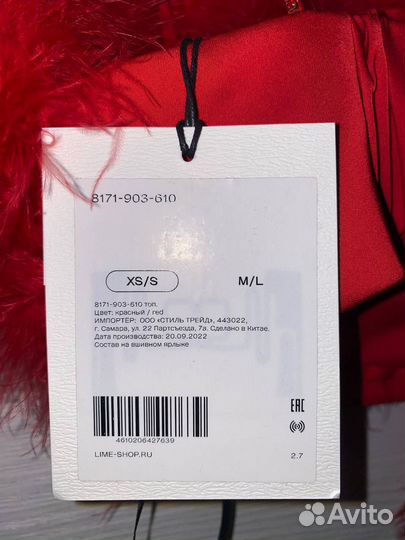 8171-903-610
XS/S M/L
8171-903-610 топ.
Цвет: красный / red
ИМПОРТЁР: ООО «СТИЛЬ ТРЕЙД», 443022,
г. Самара, ул. 22 Партсъезда, 7а. Сделано в Китае.
Дата производства: 20.09.2022
Состав на вшивном ярлыке
EAC
4610206427639
LIME-SHOP.RU 2.7
Avito